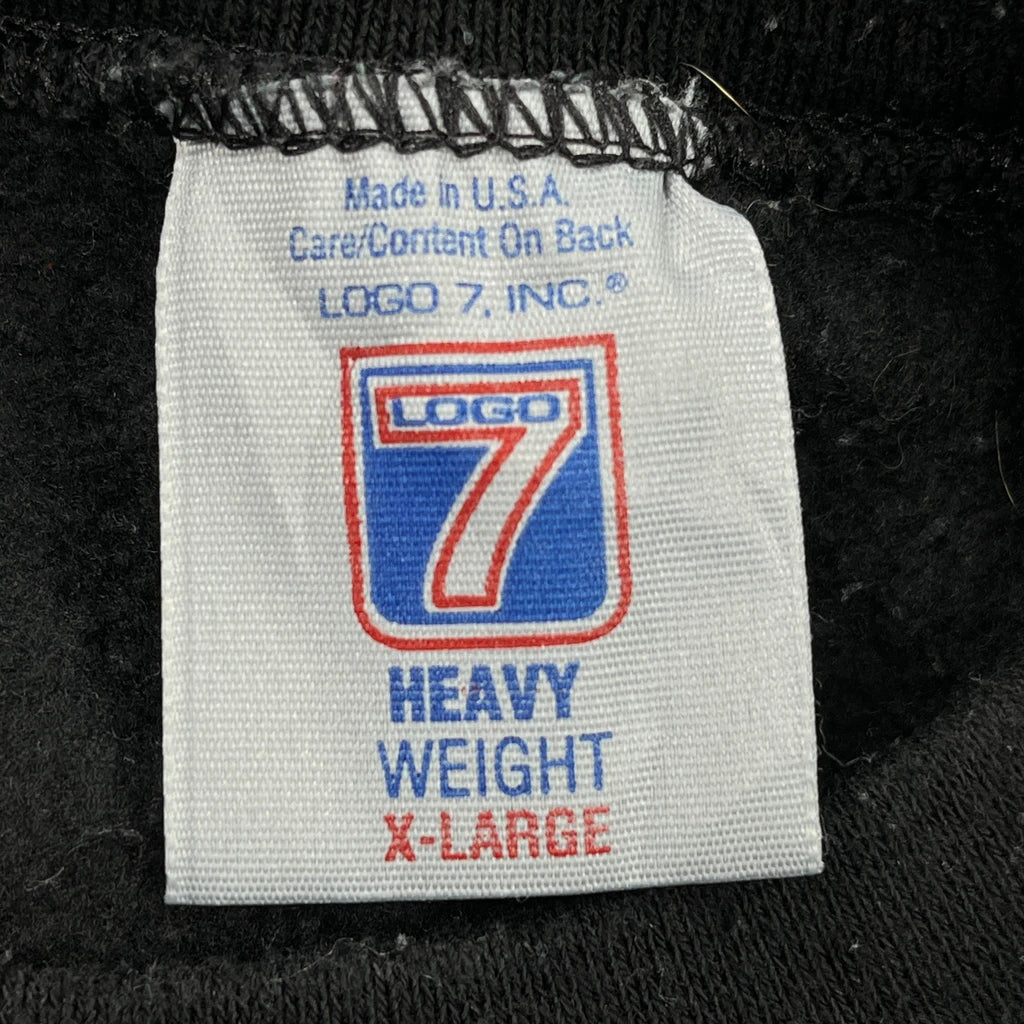 Made in U.S.A.
Care/Content On Back
LOGO 7, INC.®
LOGO
7
HEAVY
WEIGHT
X-LARGE